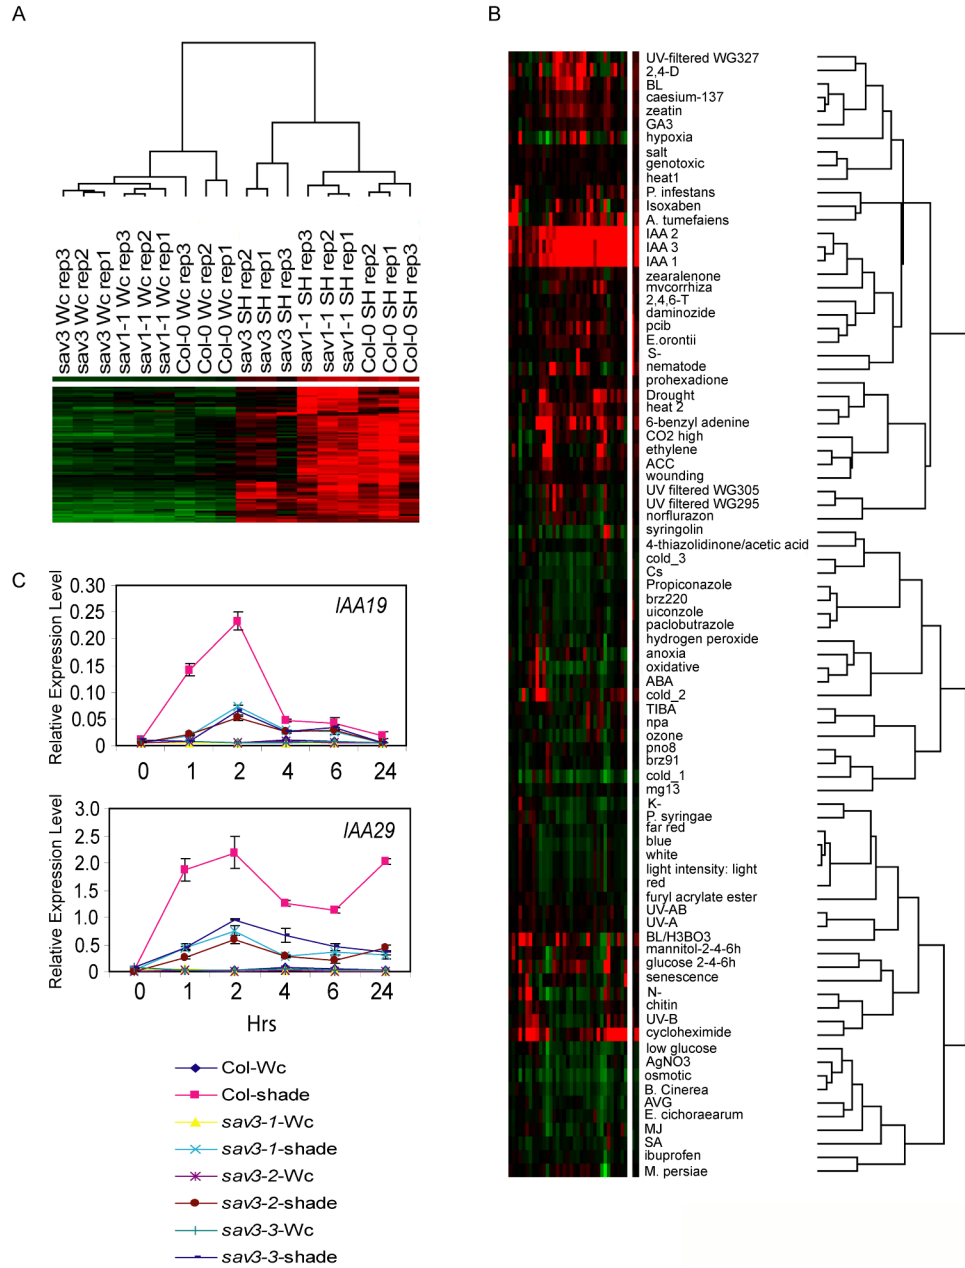 A
sav3 Wc rep3
sav3 Wc rep2
sav3 Wc rep1
sav1-1 Wc rep3
sav1-1 Wc rep2
sav1-1 Wc rep1
Col-0 Wc rep3
Col-0 Wc rep2
Col-0 Wc rep1
sav3 SH rep2
sav3 SH rep1
sav3 SH rep3
sav1-1 SH rep3
sav1-1 SH rep2
sav1-1 SH rep1
Col-0 SH rep2
Col-0 SH rep1
Col-0 SH rep3
B
UV-filtered WG327
2,4-D
BL
caesium-137
zeatin
GA3
hypoxia
salt
genotoxic
heat1
P. infestans
Isoxaben
A. tumefaiens
IAA 2
IAA 3
IAA 1
zearalenone
mvcorrhiza
2,4,6-T
daminozide
pcib
E.orontii
S-
nematode
prohexadione
Drought
heat 2
6-benzyl adenine
CO2 high
ethylene
ACC
wounding
UV filtered WG305
UV filtered WG295
norflurazon
syringolin
4-thiazolidinone/acetic acid
cold_3
Cs
Propiconazole
brz220
uiconzole
paclobutrazole
hydrogen peroxide
anoxia
oxidative
ABA
cold_2
TIBA
npa
ozone
pno8
brz91
cold_1
mg13
K-
P. syringae
far red
blue
white
light intensity: light
red
furyl acrylate ester
UV-AB
UV-A
BL/H3BO3
mannitol-2-4-6h
glucose 2-4-6h
senescence
N-
chitin
UV-B
cycloheximide
low glucose
AgNO3
osmotic
B. Cinerea
AVG
E. cichoraearum
MJ
SA
ibuprofen
M. persiae
C
Relative Expression Level
0.30
0.25
0.20
0.15
0.10
0.05
0
IAA19
0 1 2 4 6 24
Relative Expression Level
3.0
2.0
1.0
0.5
0
IAA29
0 1 2 4 6 24
Hrs
Col-Wc
Col-shade
sav3-1-Wc
sav3-1-shade
sav3-2-Wc
sav3-2-shade
sav3-3-Wc
sav3-3-shade